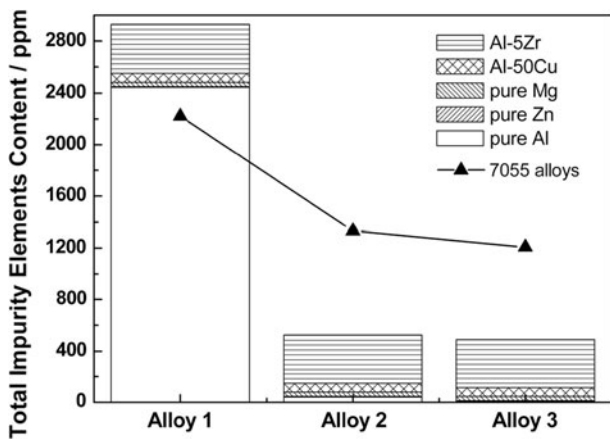 Total Impurity Elements Content / ppm
2800
2400
2000
1600
1200
800
400
0
Al-5Zr
Al-50Cu
pure Mg
pure Zn
pure Al
7055 alloys
Alloy 1
Alloy 2
Alloy 3